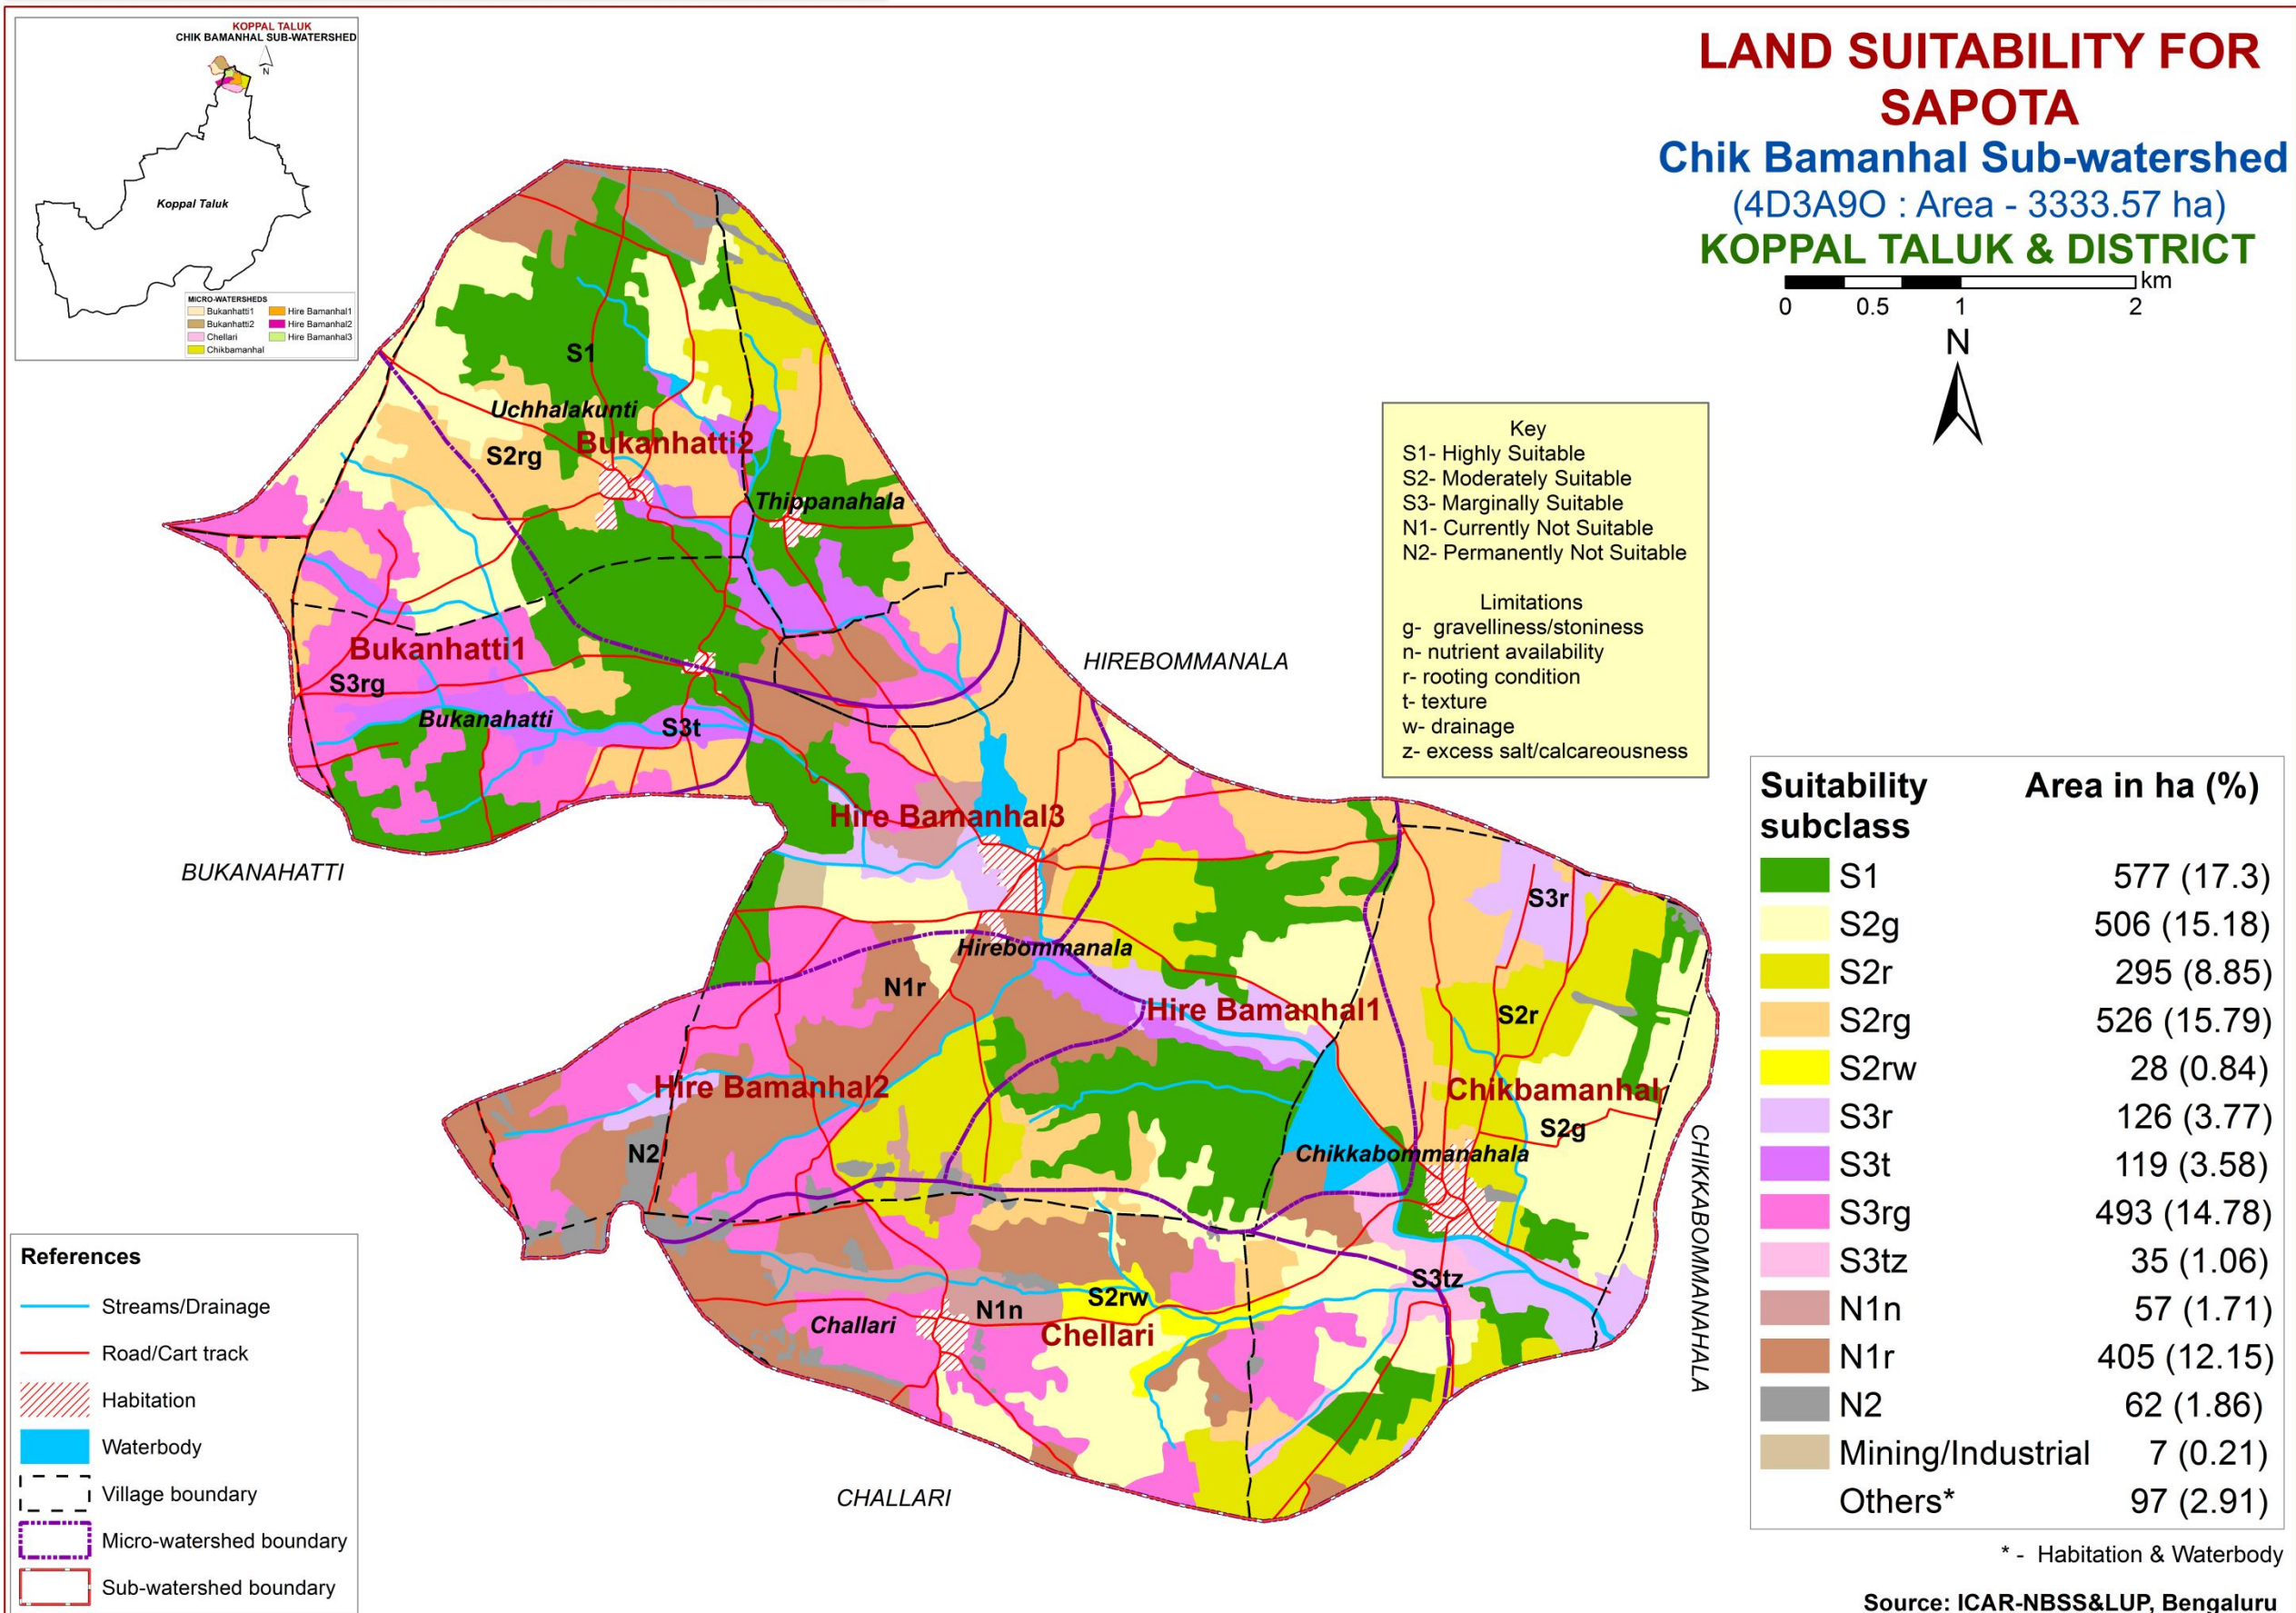 KOPPAL TALUK
CHIK BAMANHAL SUB-WATERSHED
N
Koppal Taluk
MICRO-WATERSHEDS
Bukanhatti1
Hire Bamanhal1
Bukanhatti2
Hire Bamanhal2
Chellari
Hire Bamanhal3
Chikbamanhal
LAND SUITABILITY FOR
SAPOTA
Chik Bamanhal Sub-watershed
(4D3A9O : Area - 3333.57 ha)
KOPPAL TALUK & DISTRICT
km
0 0.5 1 2
N
S1
Uchhalakunti
Bukanhatti2
S2rg
Thippanahala
Bukanhatti1
S3rg
Bukanahatti
S3t
HIREBOMMANALA
Hire Bamanhal3
BUKANAHATTI
S3r
Hirebommanala
N1r
Hire Bamanhal1
S2r
Hire Bamanhal2
Chikbamanhal
S2g
N2
Chikkabommanahala
CHIKKABOMMANAHALA
S3tz
S2rw
N1n
Challari
Chellari
CHALLARI
Key
S1- Highly Suitable
S2- Moderately Suitable
S3- Marginally Suitable
N1- Currently Not Suitable
N2- Permanently Not Suitable
Limitations
g- gravelliness/stoniness
n- nutrient availability
r- rooting condition
t- texture
w- drainage
z- excess salt/calcareousness
Suitability subclass Area in ha (%)
S1 577 (17.3)
S2g 506 (15.18)
S2r 295 (8.85)
S2rg 526 (15.79)
S2rw 28 (0.84)
S3r 126 (3.77)
S3t 119 (3.58)
S3rg 493 (14.78)
S3tz 35 (1.06)
N1n 57 (1.71)
N1r 405 (12.15)
N2 62 (1.86)
Mining/Industrial 7 (0.21)
Others* 97 (2.91)
* - Habitation & Waterbody
Source: ICAR-NBSS&LUP, Bengaluru
References
Streams/Drainage
Road/Cart track
Habitation
Waterbody
Village boundary
Micro-watershed boundary
Sub-watershed boundary